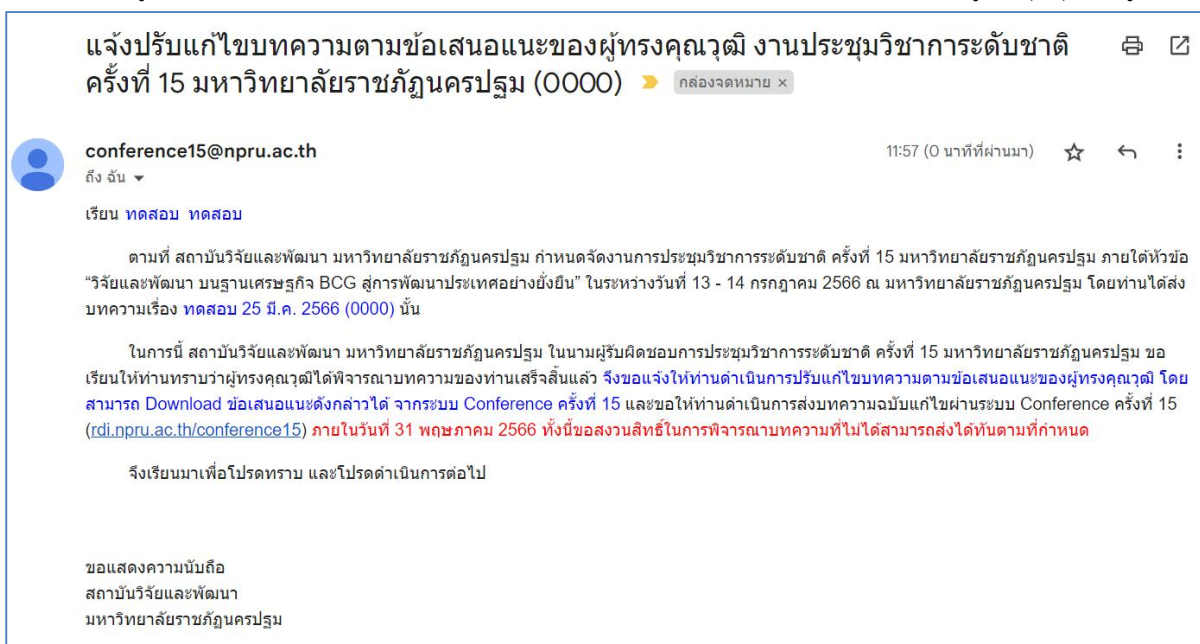 แจ้งปรับแก้ไขบทความตามข้อเสนอแนะของผู้ทรงคุณวุฒิ งานประชุมวิชาการระดับชาติ
ครั้งที่ 15 มหาวิทยาลัยราชภัฏนครปฐม (0000) กล่องจดหมาย ×
conference15@npru.ac.th 11:57 (0 นาทีที่ผ่านมา)
ถึง ฉัน
เรียน ทดสอบ ทดสอบ
ตามที่ สถาบันวิจัยและพัฒนา มหาวิทยาลัยราชภัฏนครปฐม กำหนดจัดงานการประชุมวิชาการระดับชาติ ครั้งที่ 15 มหาวิทยาลัยราชภัฏนครปฐม ภายใต้หัวข้อ
“วิจัยและพัฒนา บนฐานเศรษฐกิจ BCG สู่การพัฒนาประเทศอย่างยั่งยืน” ในระหว่างวันที่ 13 - 14 กรกฎาคม 2566 ณ มหาวิทยาลัยราชภัฏนครปฐม โดยท่านได้ส่ง
บทความเรื่อง ทดสอบ 25 มี.ค. 2566 (0000) นั้น
ในการนี้ สถาบันวิจัยและพัฒนา มหาวิทยาลัยราชภัฏนครปฐม ในนามผู้รับผิดชอบการประชุมวิชาการระดับชาติ ครั้งที่ 15 มหาวิทยาลัยราชภัฏนครปฐม ขอ
เรียนให้ท่านทราบว่าผู้ทรงคุณวุฒิได้พิจารณาบทความของท่านเสร็จสิ้นแล้ว จึงขอแจ้งให้ท่านดำเนินการปรับแก้ไขบทความตามข้อเสนอแนะของผู้ทรงคุณวุฒิ โดย
สามารถ Download ข้อเสนอแนะดังกล่าวได้ จากระบบ Conference ครั้งที่ 15 และขอให้ท่านดำเนินการส่งบทความฉบับแก้ไขผ่านระบบ Conference ครั้งที่ 15
(rdi.npru.ac.th/conference15) ภายในวันที่ 31 พฤษภาคม 2566 ทั้งนี้ขอสงวนสิทธิ์ในการพิจารณาบทความที่ไม่ได้สามารถส่งได้ทันตามที่กำหนด
จึงเรียนมาเพื่อโปรดทราบ และโปรดดำเนินการต่อไป
ขอแสดงความนับถือ
สถาบันวิจัยและพัฒนา
มหาวิทยาลัยราชภัฏนครปฐม